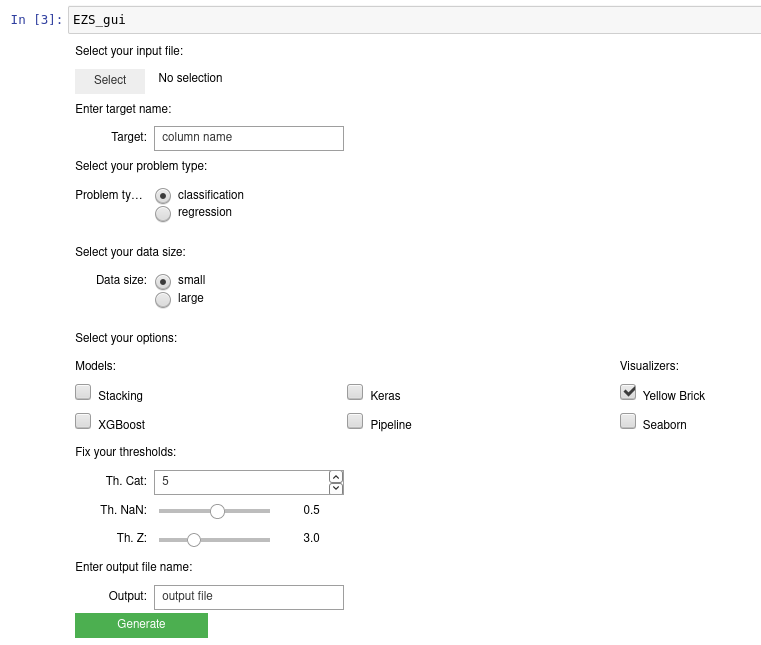 In [3]: EZS_gui
Select your input file:
Select No selection
Enter target name:
Target: column name
Select your problem type:
Problem ty... classification
regression
Select your data size:
Data size: small
large
Select your options:
Models: Visualizers:
Stacking Keras Yellow Brick
XGBoost Pipeline Seaborn
Fix your thresholds:
Th. Cat: 5
Th. NaN: 0.5
Th. Z: 3.0
Enter output file name:
Output: output file
Generate